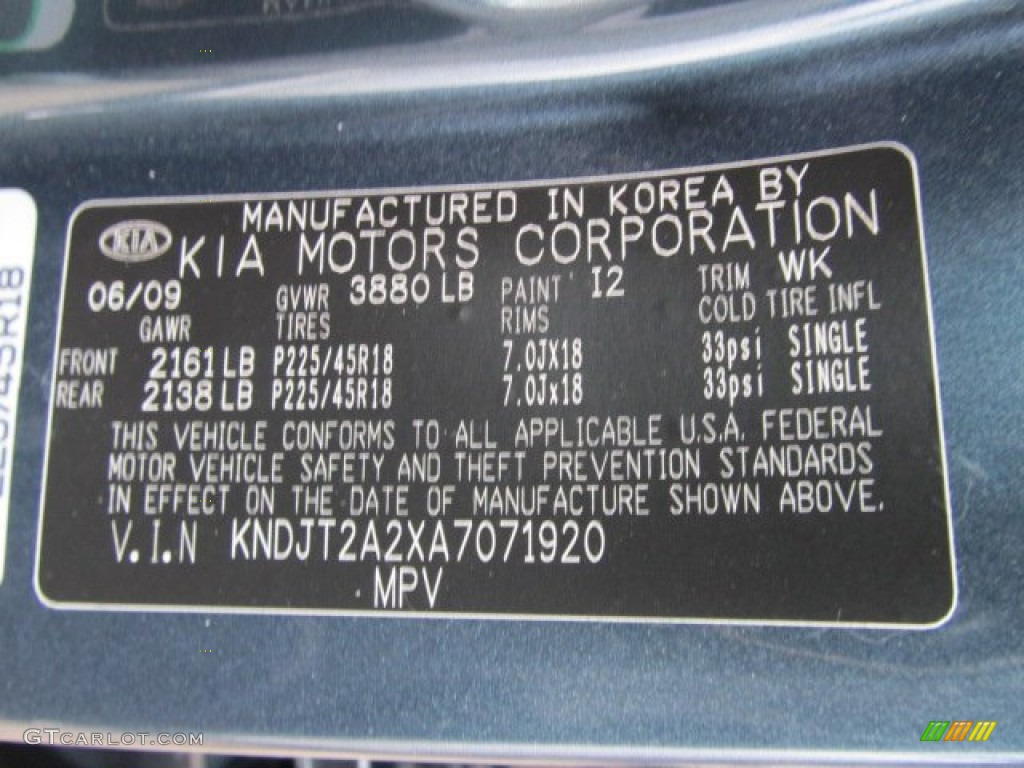 MANUFACTURED IN KOREA BY
KIA KIA MOTORS CORPORATION
06/09 GVWR 3880 LB PAINT I2 TRIM WK
GAWR TIRES RIMS COLD TIRE INFL
FRONT 2161 LB P225/45R18 7.0Jx18 33psi SINGLE
REAR 2138 LB P225/45R18 7.0Jx18 33psi SINGLE
THIS VEHICLE CONFORMS TO ALL APPLICABLE U.S.A. FEDERAL
MOTOR VEHICLE SAFETY AND THEFT PREVENTION STANDARDS
IN EFFECT ON THE DATE OF MANUFACTURE SHOWN ABOVE.
V.I.N KNDJT2A2XA7071920
MPV
GTCARLOT.COM